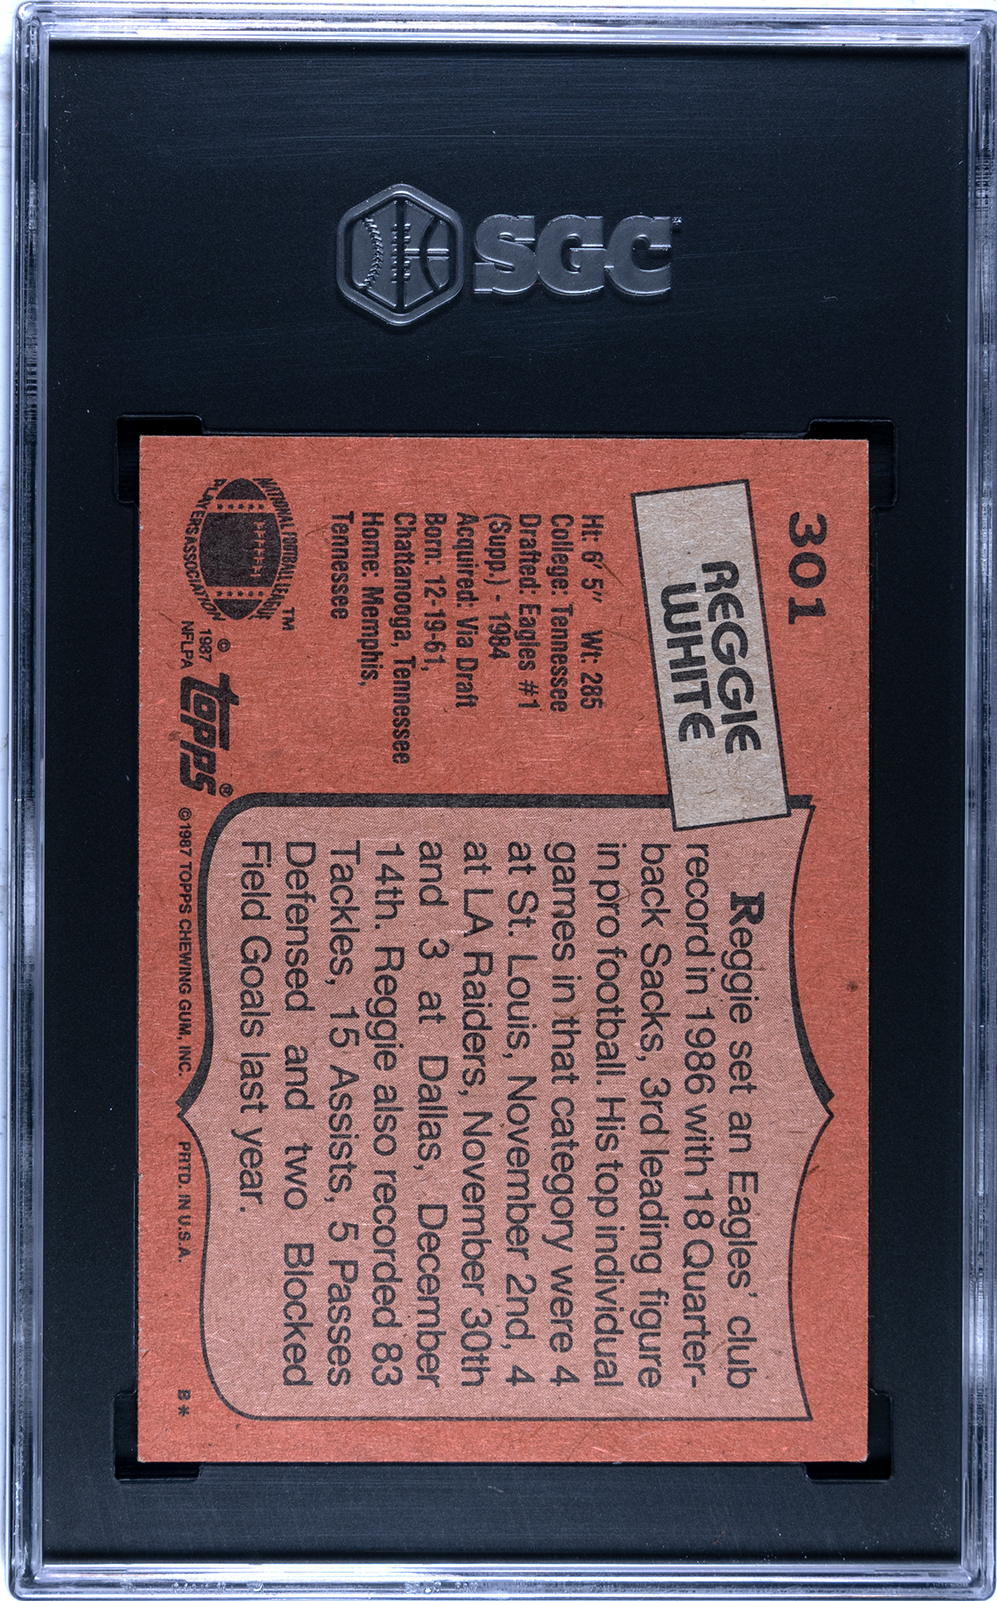 SGC
301
REGGIE
WHITE
Ht: 6' 5" Wt: 285
College: Tennessee
Drafted: Eagles #1
(Supp.) - 1984
Acquired: Via Draft
Born: 12-19-61,
Chattanooga, Tennessee
Home: Memphis,
Tennessee
NATIONAL FOOTBALL LEAGUE
PLAYERS ASSOCIATION
™
©
1987
NFLPA
topps®
Reggie set an Eagles' club
record in 1986 with 18 Quarter-
back Sacks, 3rd leading figure
in pro football. His top individual
games in that category were 4
at St. Louis, November 2nd, 4
at LA Raiders, November 30th
and 3 at Dallas, December
14th. Reggie also recorded 83
Tackles, 15 Assists, 5 Passes
Defensed and two Blocked
Field Goals last year.
©1987 TOPPS CHEWING GUM, INC. PRTD. IN U.S.A. B*